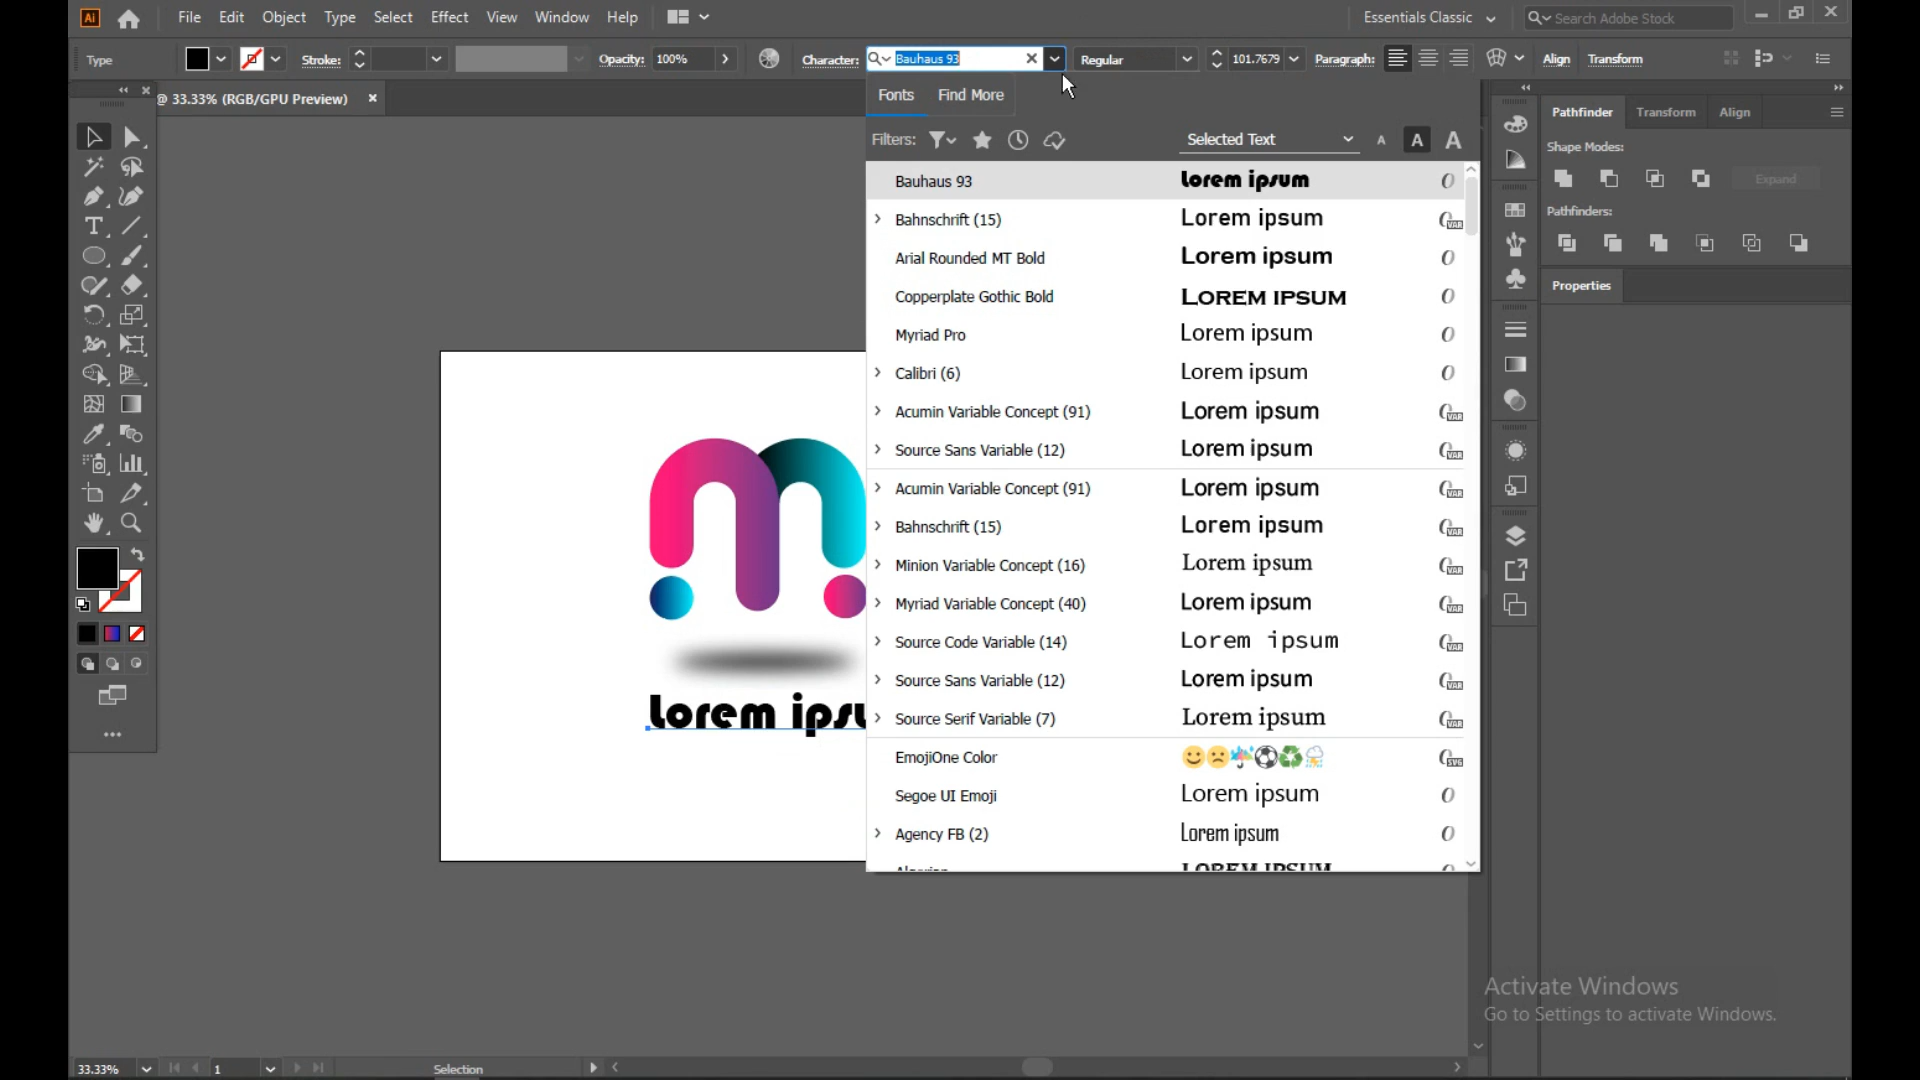 Ai File Edit Object Type Select Effect View Window Help Essentials Classic Search Adobe Stock
Type Stroke: Opacity: 100% Character: Bauhaus 93 Regular 101.7679 Paragraph: Align Transform
@ 33.33% (RGB/GPU Preview)
Fonts Find More
Filters: Selected Text A A A
Bauhaus 93 Lorem ipsum
Bahnschrift (15) Lorem ipsum
Arial Rounded MT Bold Lorem ipsum
Copperplate Gothic Bold Lorem ipsum
Myriad Pro Lorem ipsum
Calibri (6) Lorem ipsum
Acumin Variable Concept (91) Lorem ipsum
Source Sans Variable (12) Lorem ipsum
Acumin Variable Concept (91) Lorem ipsum
Bahnschrift (15) Lorem ipsum
Minion Variable Concept (16) Lorem ipsum
Myriad Variable Concept (40) Lorem ipsum
Source Code Variable (14) Lorem ipsum
Source Sans Variable (12) Lorem ipsum
Source Serif Variable (7) Lorem ipsum
EmojiOne Color
Segoe UI Emoji Lorem ipsum
Agency FB (2) Lorem ipsum
LOREM IPSUM
Lorem ipsu
Pathfinder Transform Align
Shape Modes:
Expand
Pathfinders:
Properties
Activate Windows
Go to Settings to activate Windows.
33.33% 1 Selection